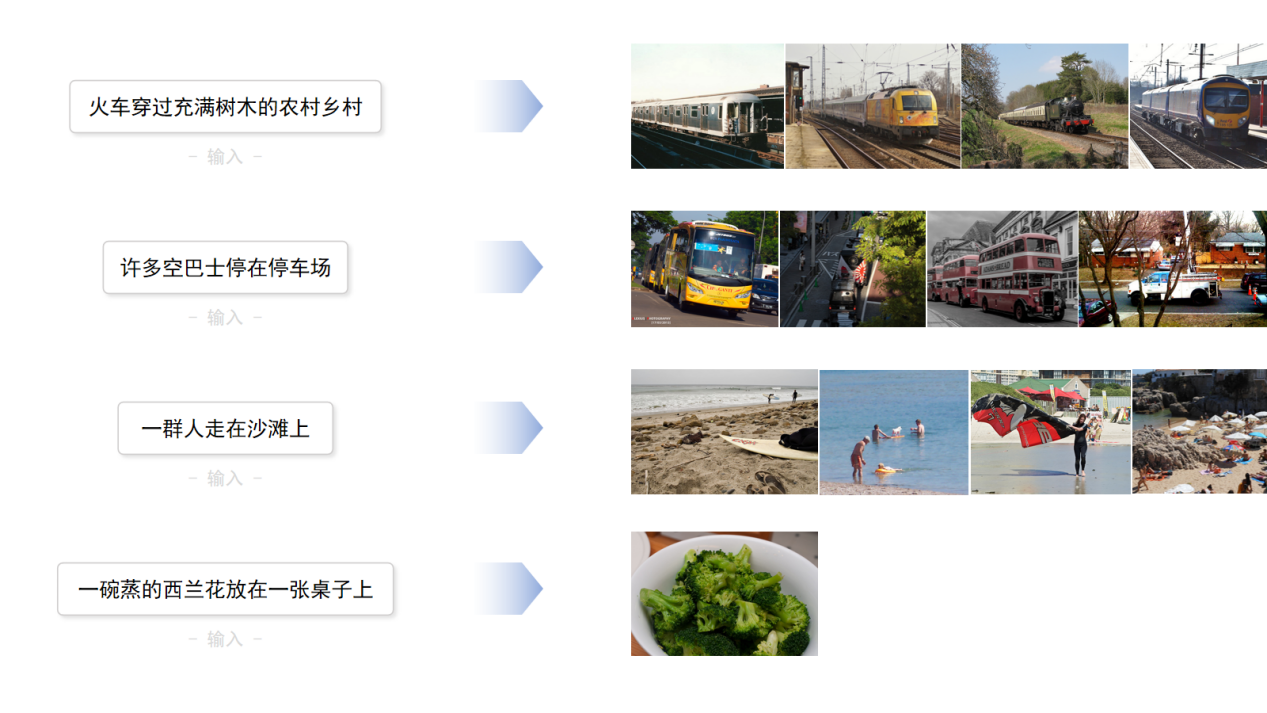 火车穿过充满树木的农村乡村
- 输入 -
许多空巴士停在停车场
- 输入 -
一群人走在沙滩上
- 输入 -
一碗蒸的西兰花放在一张桌子上
- 输入 -